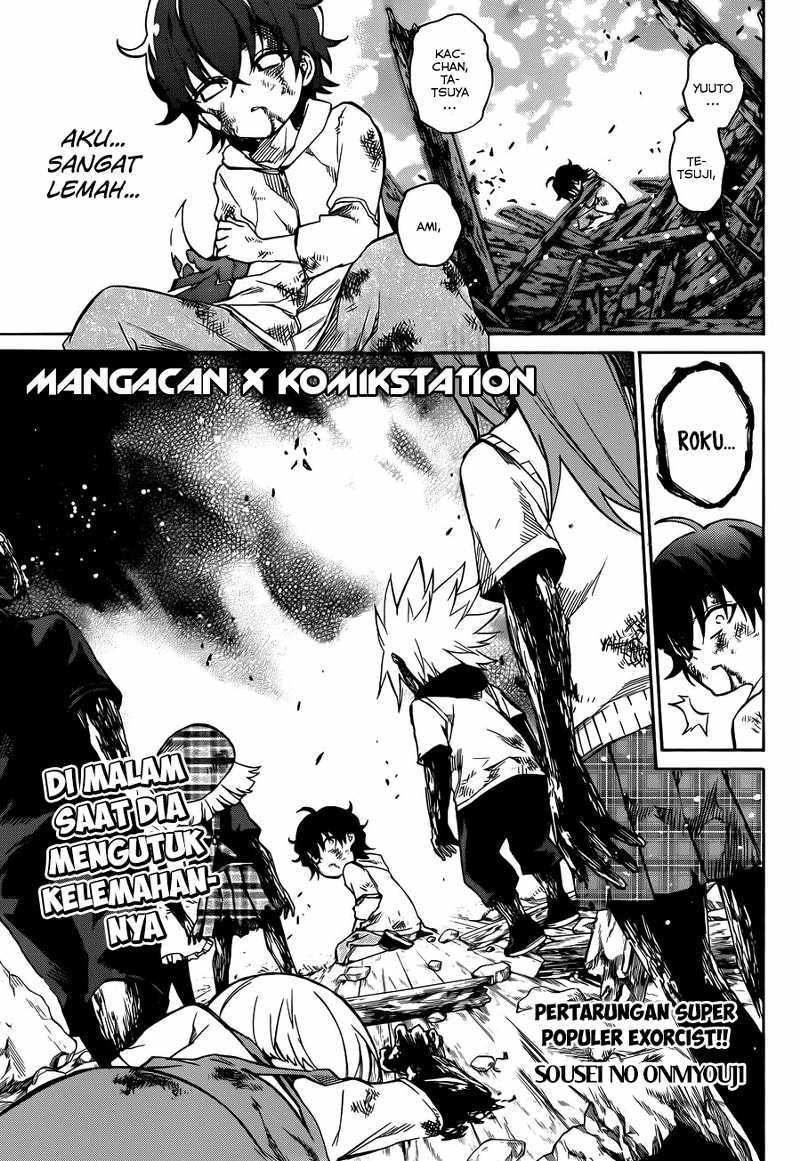 YUUTO
...
TE-
TSUJI,
KAC-
CHAN,
TA-
TSUYA
...
AMI,
AKU...
SANGAT
LEMAH...
ROKU...
MANGACAN X KOMIKSTATION
DI MALAM
SAAT DIA
MENGUTUK
KELEMAHAN-
NYA
PERTARUNGAN SUPER
POPULER EXORCIST!!
SOUSEI NO ONMYOUJI